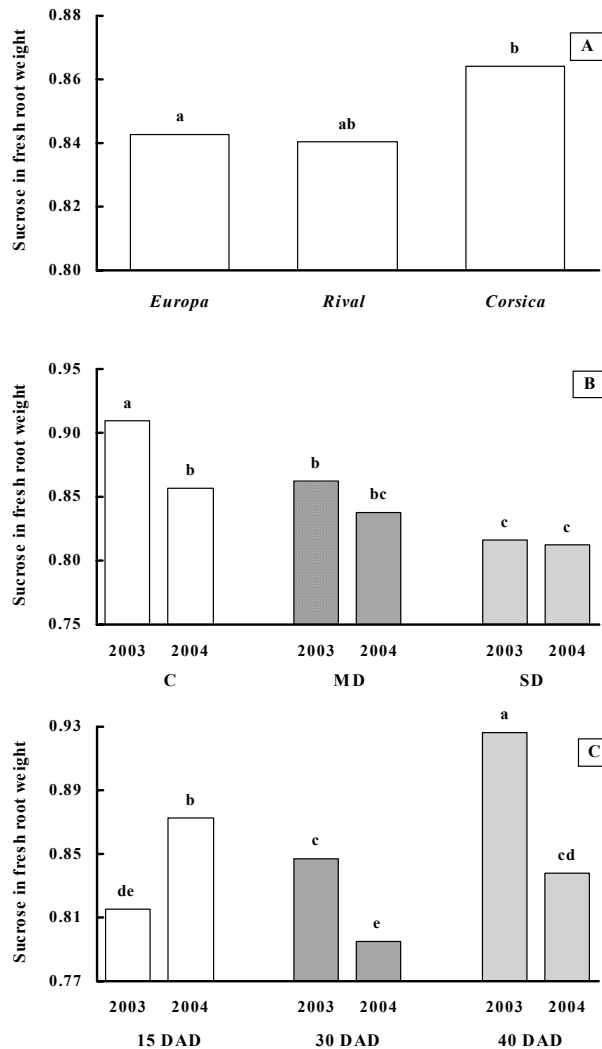 Sucrose in fresh root weight
0.88
0.86
0.84
0.82
0.80
A
a
ab
b
Europa
Rival
Corsica
Sucrose in fresh root weight
0.95
0.90
0.85
0.80
0.75
B
a
b
b
bc
c
c
2003
2004
2003
2004
2003
2004
C
MD
SD
Sucrose in fresh root weight
0.93
0.89
0.85
0.81
0.77
C
de
b
c
e
a
cd
2003
2004
2003
2004
2003
2004
15 DAD
30 DAD
40 DAD